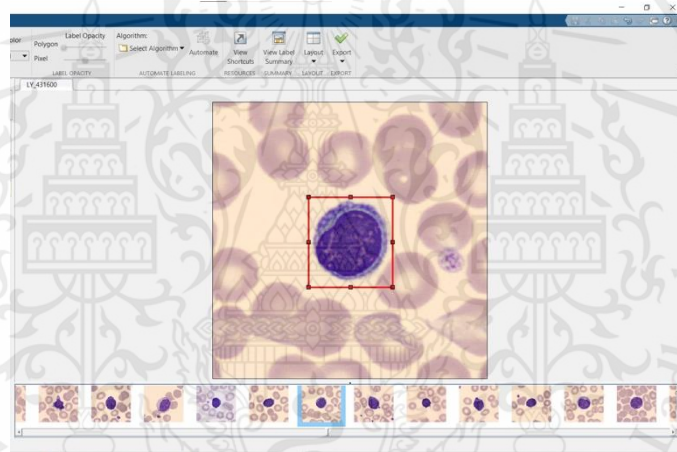 Label Opacity
Algorithm:
Polygon
Select Algorithm
Automate
View Shortcuts
View Label Summary
Layout
Export
Pixel
LABEL OPACITY
AUTOMATE LABELING
RESOURCES
SUMMARY
LAYOUT
EXPORT
LY_431600